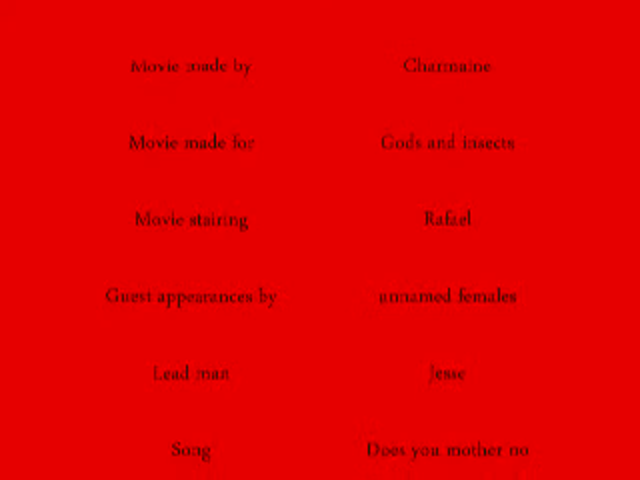 Movie made by Charmaine
Movie made for Gods and insects
Movie stairing Rafael
Guest appearances by unnamed females
Lead man Jesse
Song Does you mother no